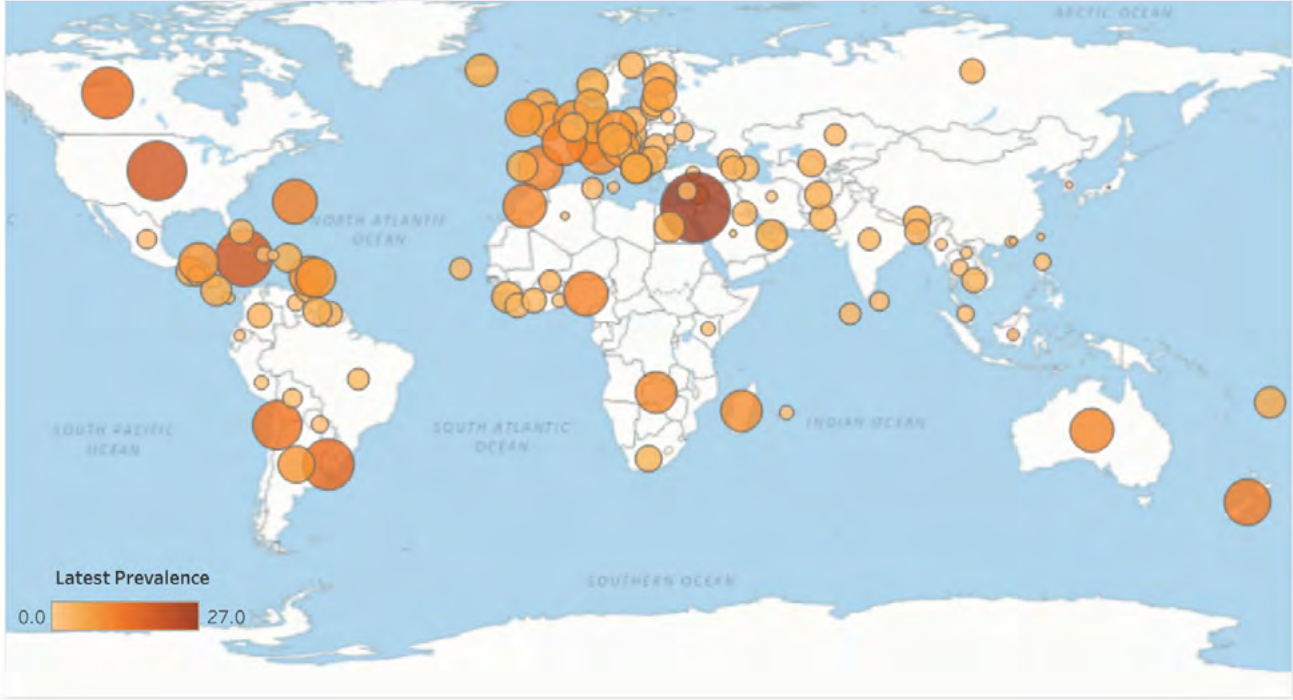 ARCTIC OCEAN
C
NORTH ATLANTIC
OCEAN
SOUTH PACIFIC
OCEAN
SOUTH ATLANTIC
OCEAN
INDIAN OCEAN
SOUTHERN OCEAN
Latest Prevalence
0.0
27.0